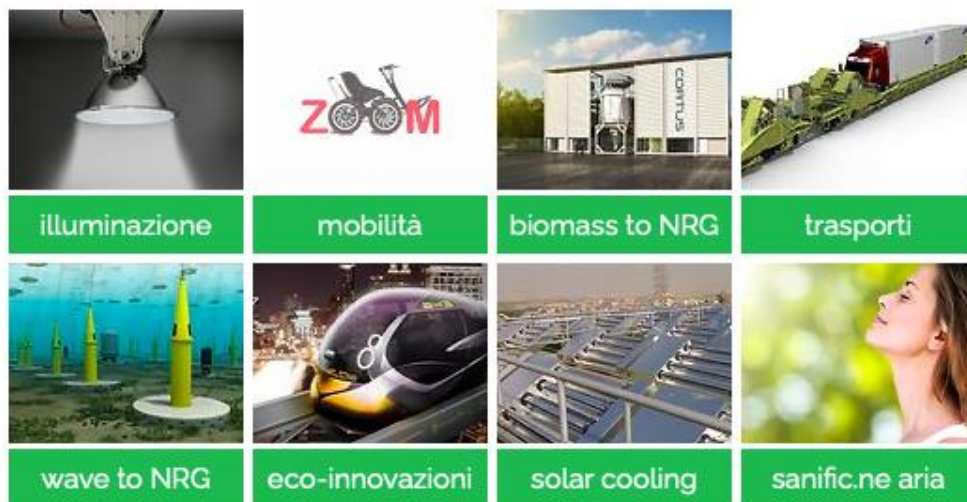 ZOOM
CORTUS
illuminazione
mobilità
biomass to NRG
trasporti
wave to NRG
eco-innovazioni
solar cooling
sanific.ne aria